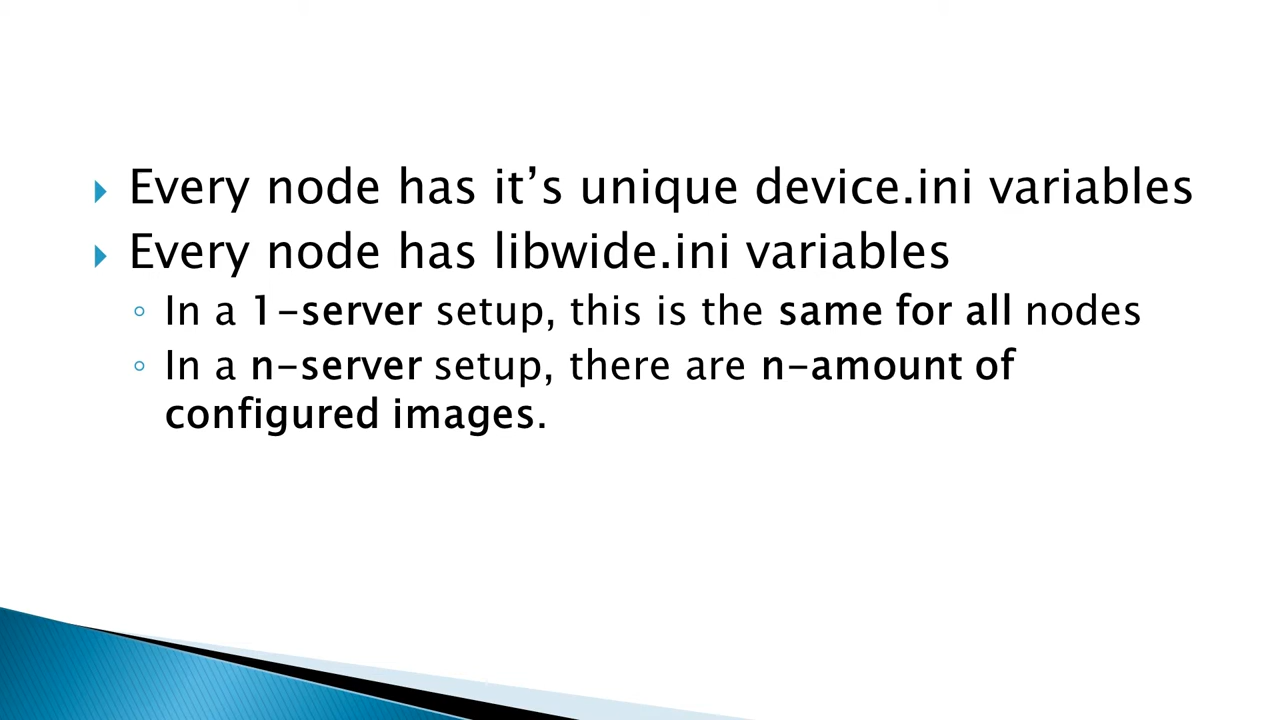 Every node has it’s unique device.ini variables
Every node has libwide.ini variables
In a 1-server setup, this is the same for all nodes
In a n-server setup, there are n-amount of
configured images.